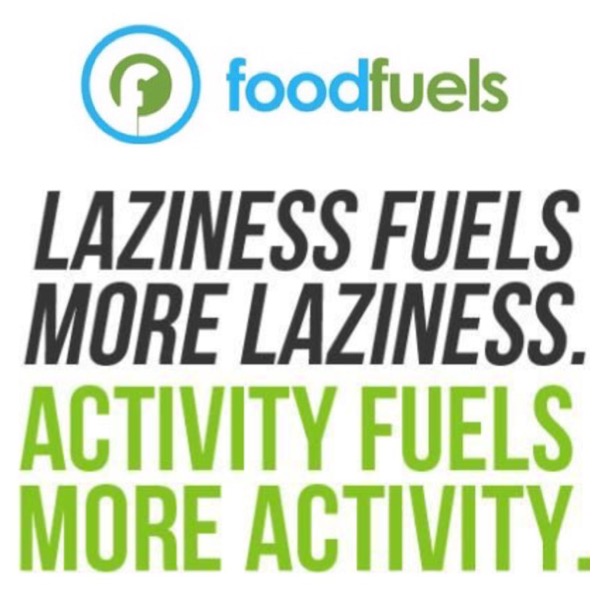 f foodfuels
LAZINESS FUELS
MORE LAZINESS.
ACTIVITY FUELS
MORE ACTIVITY.